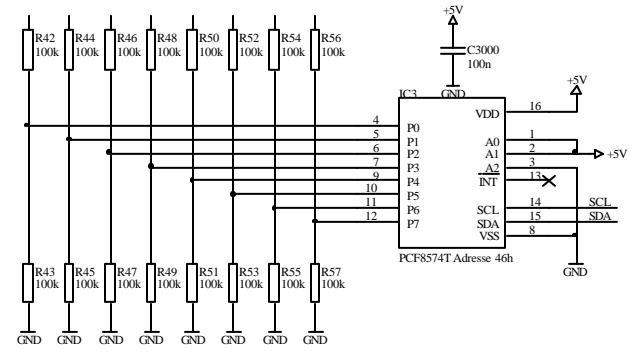 +5V
R42 R44 R46 R48 R50 R52 R54 R56
100k 100k 100k 100k 100k 100k 100k 100k
C3000
100n
GND
IC3
+5V
VDD 16
4 P0
5 P1 A0 1
6 P2 A1 2 +5V
7 P3 A2 3
9 P4 INT 13
10 P5
11 P6 SCL 14 SCL
12 P7 SDA 15 SDA
VSS 8
PCF8574T Adresse 46h
GND
R43 R45 R47 R49 R51 R53 R55 R57
100k 100k 100k 100k 100k 100k 100k 100k
GND GND GND GND GND GND GND GND